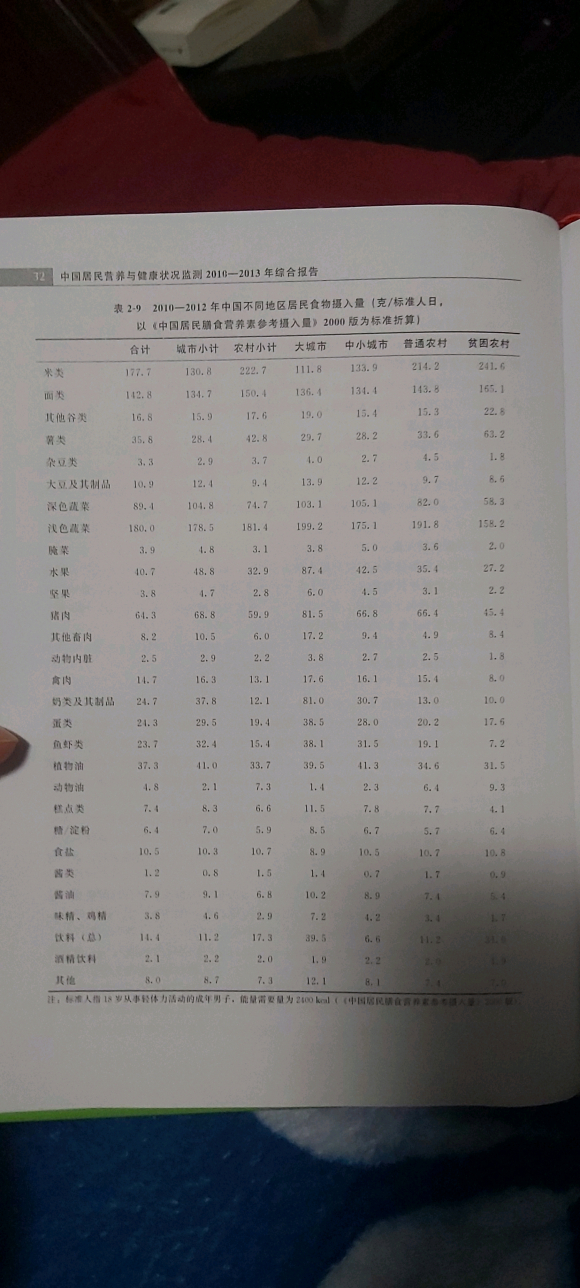 32 中国居民营养与健康状况监测 2010—2013 年综合报告
表 2-9 2010—2012 年中国不同地区居民食物摄入量（克/标准人日，
以《中国居民膳食营养素参考摄入量》2000 版为标准折算）
合计 城市小计 农村小计 大城市 中小城市 普通农村 贫困农村
米类 177.7 130.8 222.7 111.8 133.9 214.2 241.6
面类 142.8 134.7 150.4 136.4 134.4 143.8 165.1
其他谷类 16.8 15.9 17.6 19.0 15.4 15.3 22.8
薯类 35.8 28.4 42.8 29.7 28.2 33.6 63.2
杂豆类 3.3 2.9 3.7 4.0 2.7 4.5 1.8
大豆及其制品 10.9 12.4 9.4 13.9 12.2 9.7 8.6
深色蔬菜 89.4 104.8 74.7 103.1 105.1 82.0 58.3
浅色蔬菜 180.0 178.5 181.4 199.2 175.1 191.8 158.2
腌菜 3.9 4.8 3.1 3.8 5.0 3.6 2.0
水果 40.7 48.8 32.9 87.4 42.5 35.4 27.2
坚果 3.8 4.7 2.8 6.0 4.5 3.1 2.2
猪肉 64.3 68.8 59.9 81.5 66.8 66.4 45.4
其他畜肉 8.2 10.5 6.0 17.2 9.4 4.9 8.4
动物内脏 2.5 2.9 2.2 3.8 2.7 2.5 1.8
禽肉 14.7 16.3 13.1 17.6 16.1 15.4 8.0
奶类及其制品 24.7 37.8 12.1 81.0 30.7 13.0 10.0
蛋类 24.3 29.5 19.4 38.5 28.0 20.2 17.6
鱼虾类 23.7 32.4 15.4 38.1 31.5 19.1 7.2
植物油 37.3 41.0 33.7 39.5 41.3 34.6 31.5
动物油 4.8 2.1 7.3 1.4 2.3 6.4 9.3
糕点类 7.4 8.3 6.6 11.5 7.8 7.7 4.1
糖/淀粉 6.4 7.0 5.9 8.5 6.7 5.7 6.4
食盐 10.5 10.3 10.7 8.9 10.5 10.7 10.8
酱类 1.2 0.8 1.5 1.4 0.7 1.7 0.9
酱油 7.9 9.1 6.8 10.2 8.9 7.4
味精、鸡精 3.8 4.6 2.9 7.2 4.2 3.4 1.7
饮料（总） 14.4 11.2 17.3 39.5 6.6
酒精饮料 2.1 2.2 2.0 1.9 2.2
其他 8.0 8.7 7.3 12.1 8.1 7.4
注：标准人指 18 岁从事轻体力活动的成年男子，能量需要量为 2400 kcal（《中国居民膳食营养素参考摄入量》2000 版）